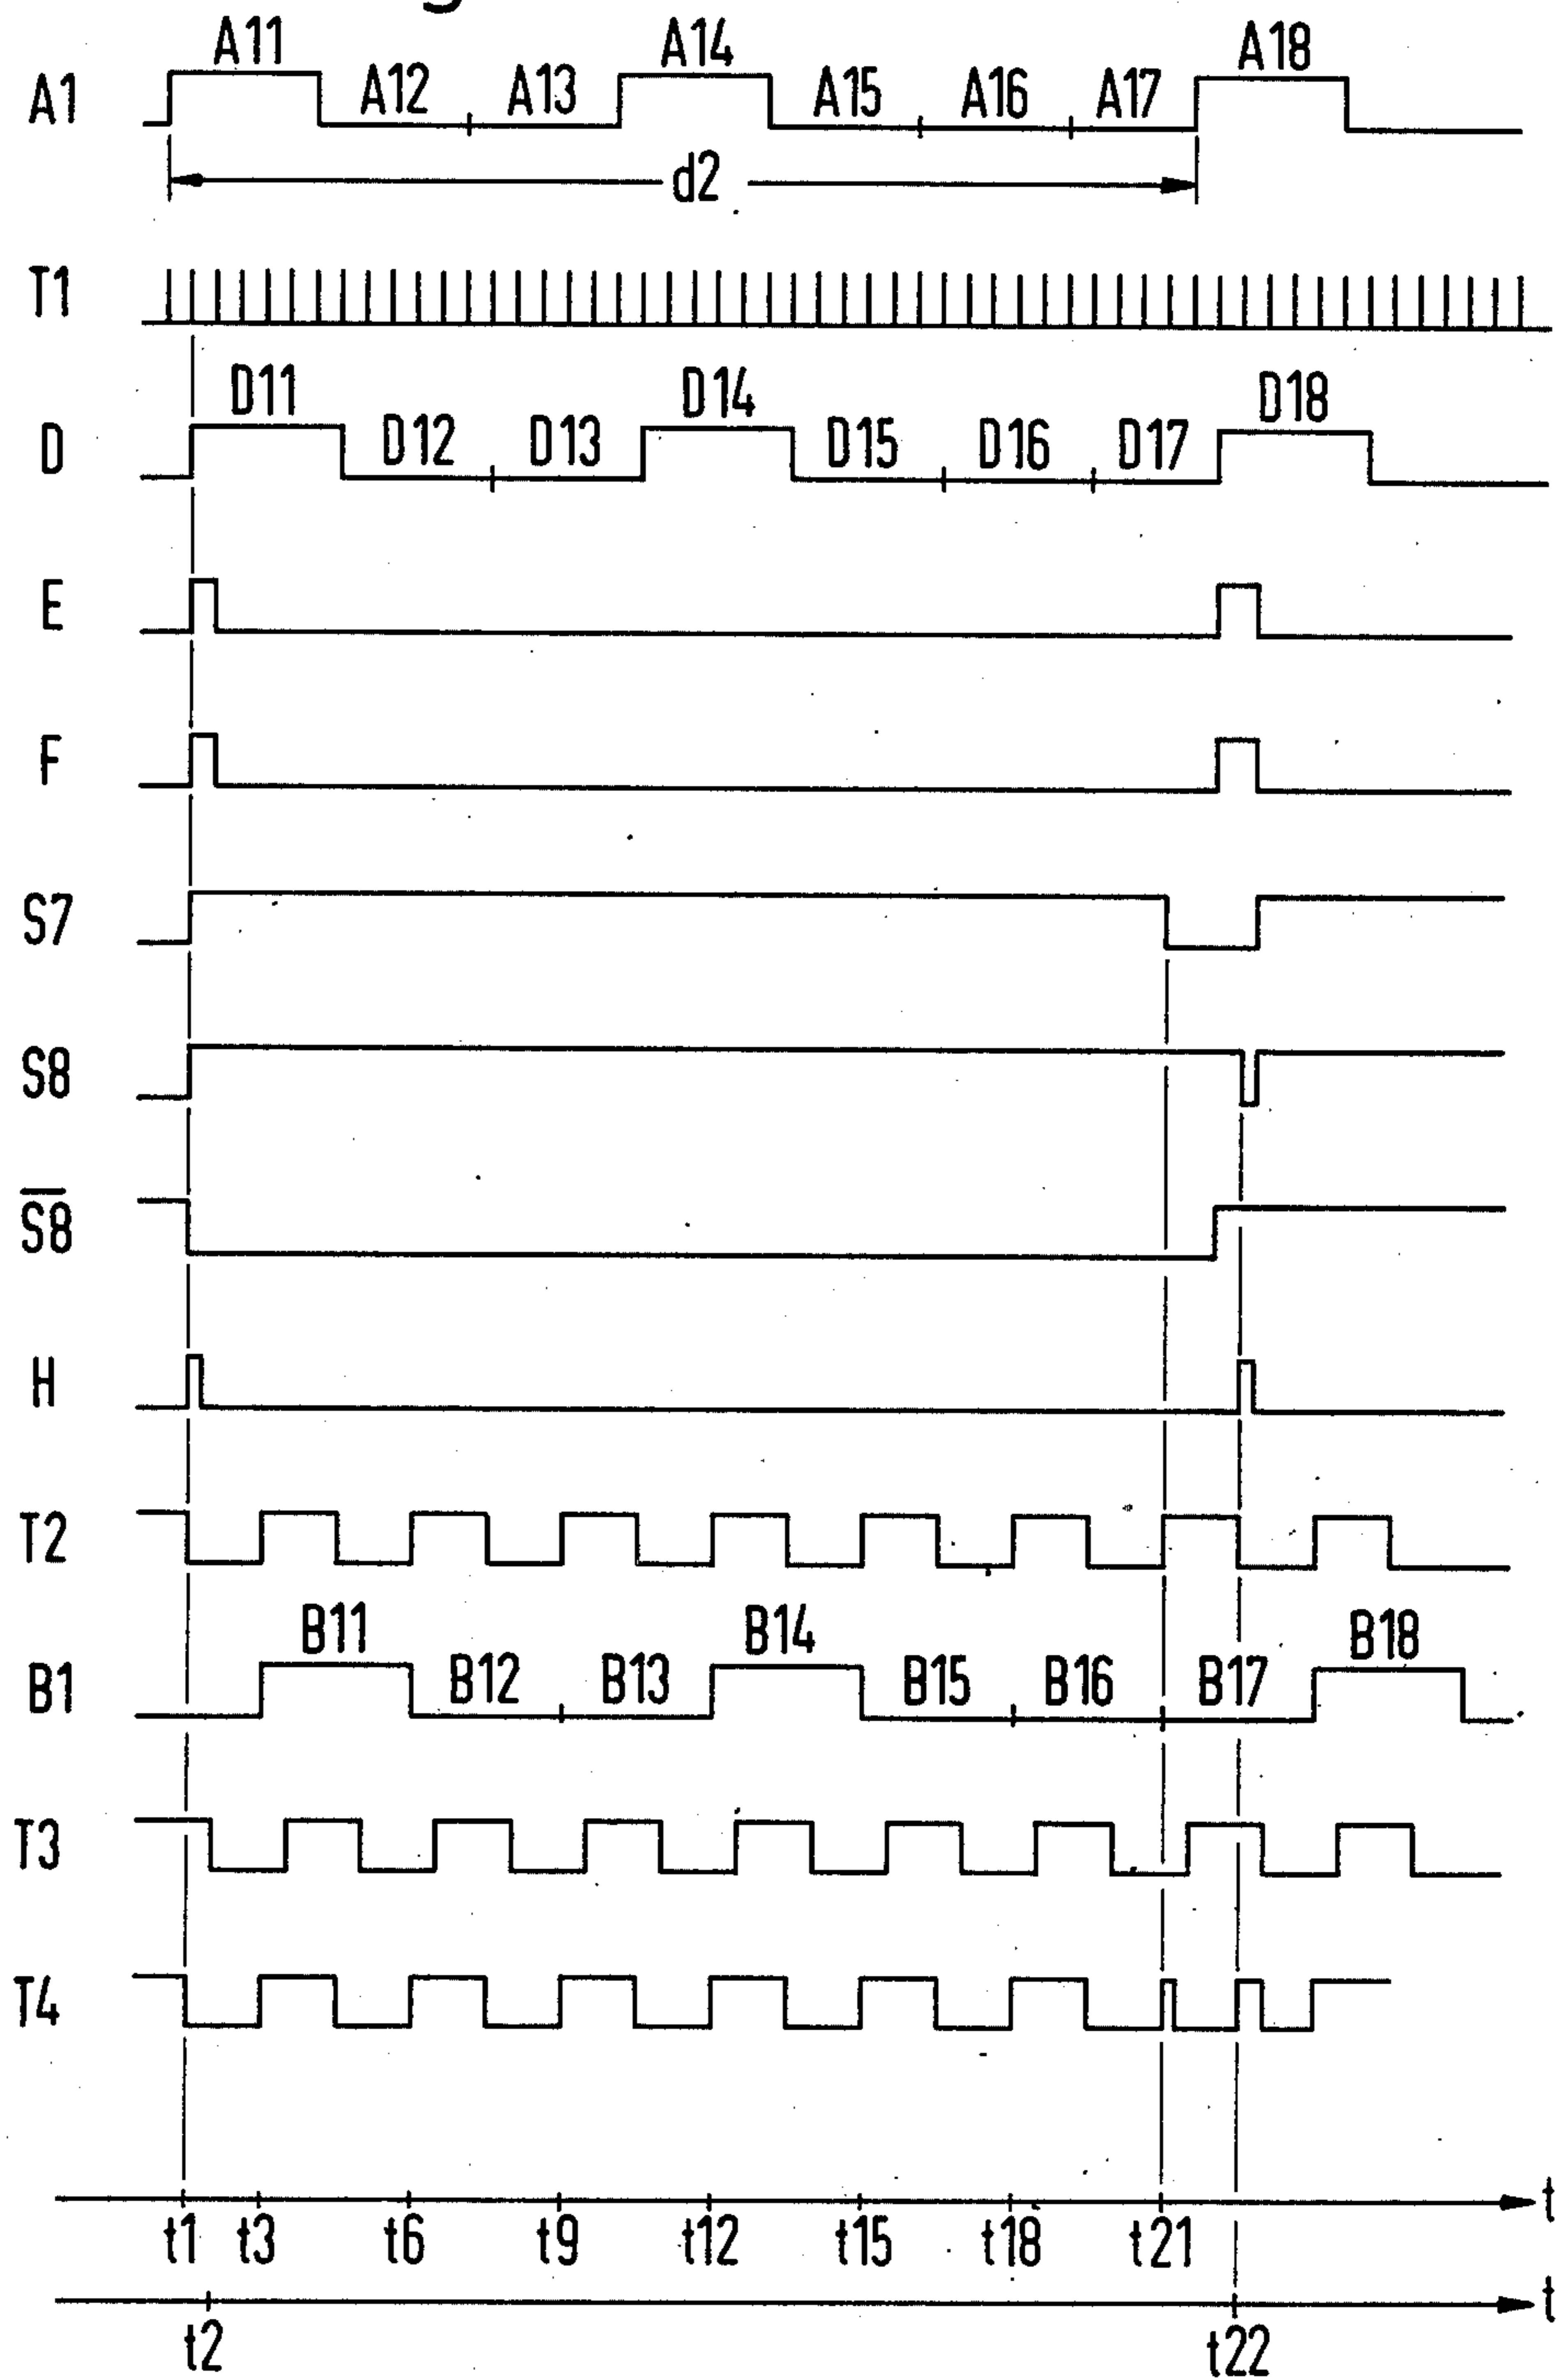 A11 A14 A18
A1 A12 A13 A15 A16 A17
d2
T1
D11 D14 D18
D D12 D13 D15 D16 D17
E
F
S7
S8
S̅8̅
H
T2
B11 B14 B18
B1 B12 B13 B15 B16 B17
T3
T4
t
t1 t3 t6 t9 t12 t15 t18 t21
t
t2 t22